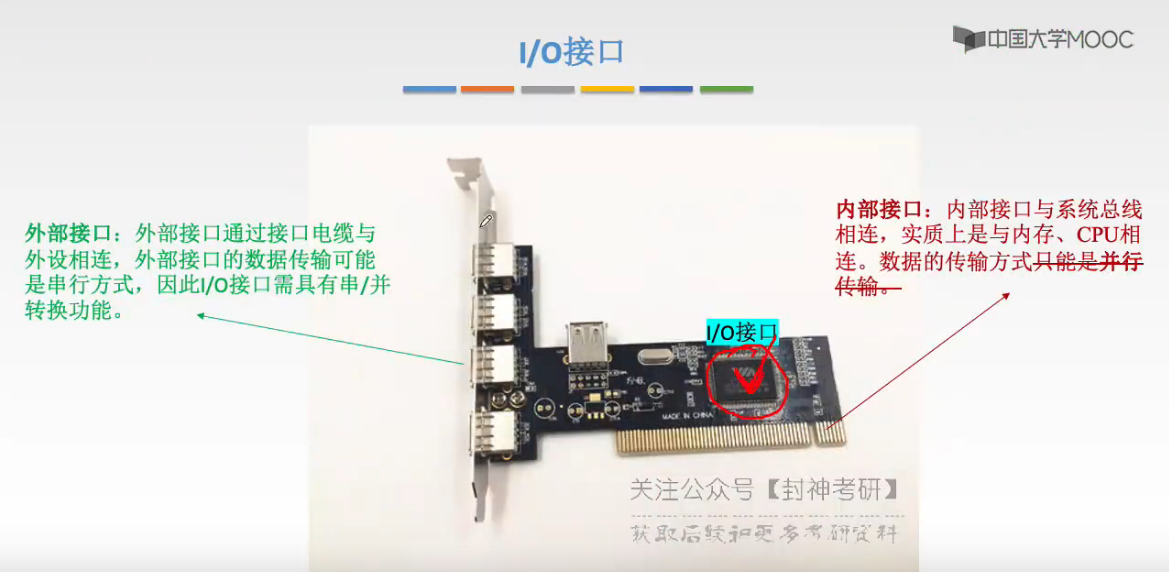 I/O接口
中国大学MOOC
外部接口：外部接口通过接口电缆与
外设相连，外部接口的数据传输可能
是串行方式，因此I/O接口需具有串/并
转换功能。
内部接口：内部接口与系统总线
相连，实质上是与内存、CPU相
连。数据的传输方式只能是并行
传输。
I/O接口
MADE IN CHINA
关注公众号【封神考研】
获取后续和更多考研资料